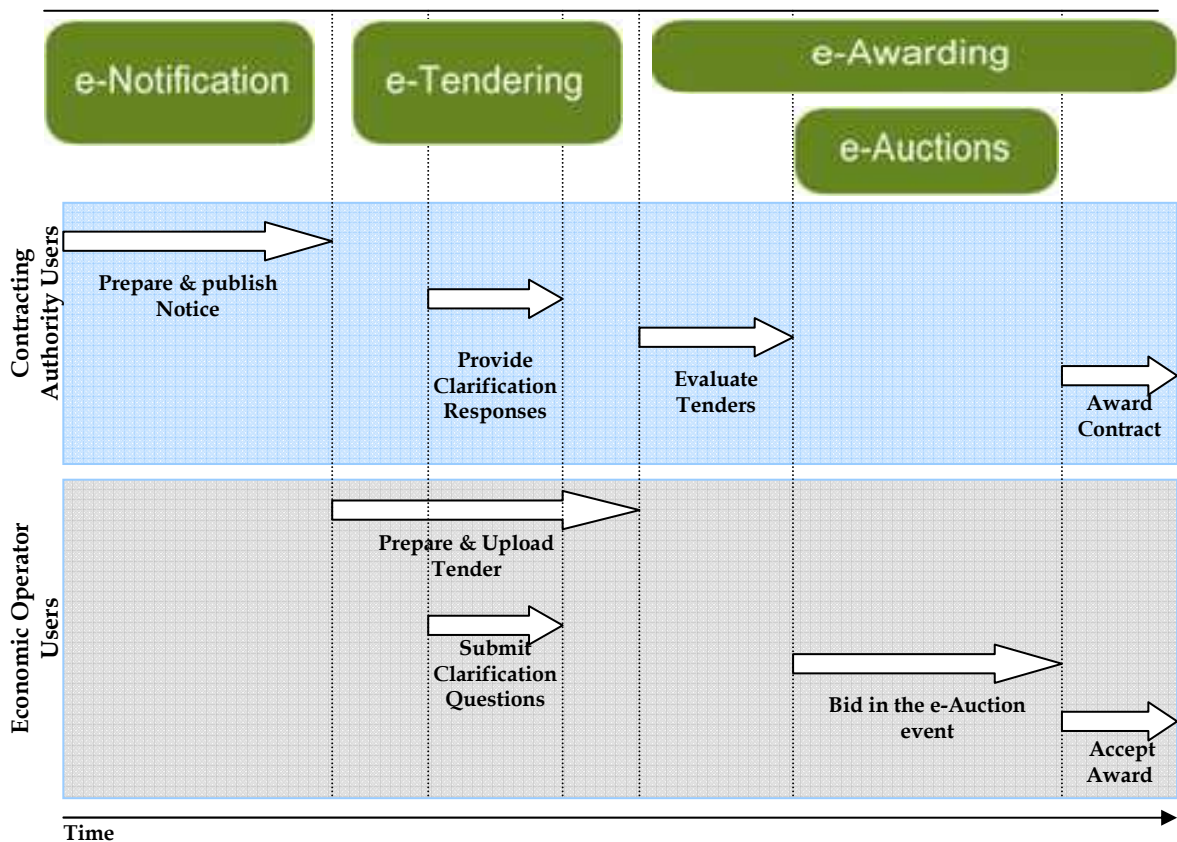 e-Notification
e-Tendering
e-Awarding
e-Auctions
Contracting
Authority Users
Prepare & publish
Notice
Provide
Clarification
Responses
Evaluate
Tenders
Award
Contract
Economic Operator
Users
Prepare & Upload
Tender
Submit
Clarification
Questions
Bid in the e-Auction
event
Accept
Award
Time